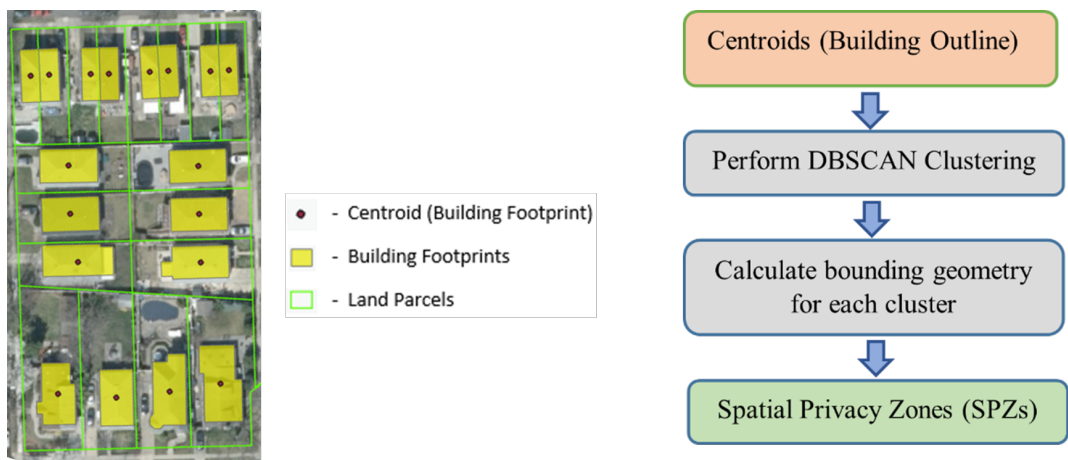 - Centroid (Building Footprint)
- Building Footprints
- Land Parcels
Centroids (Building Outline)
Perform DBSCAN Clustering
Calculate bounding geometry
for each cluster
Spatial Privacy Zones (SPZs)